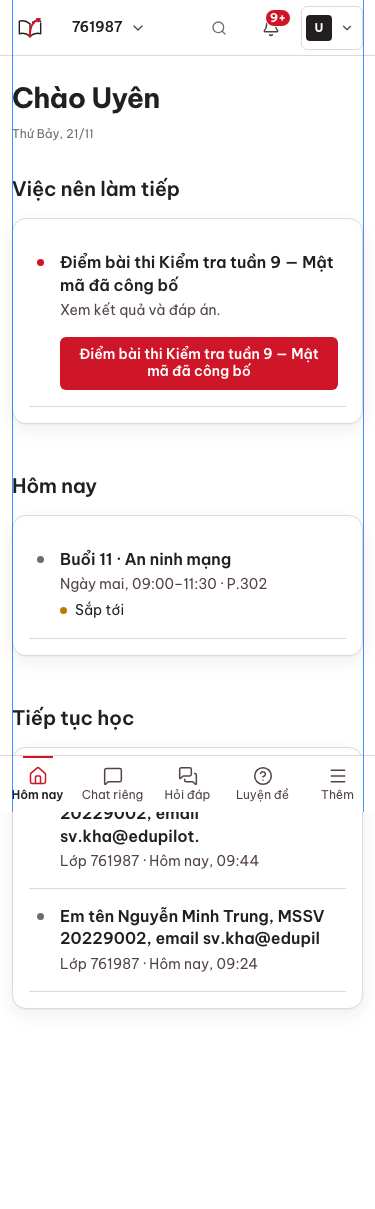 761987
9+
U
Chào Uyên
Thứ Bảy, 21/11
Việc nên làm tiếp
Điểm bài thi Kiểm tra tuần 9 — Mật
mã đã công bố
Xem kết quả và đáp án.
Điểm bài thi Kiểm tra tuần 9 — Mật
mã đã công bố
Hôm nay
Buổi 11 · An ninh mạng
Ngày mai, 09:00–11:30 · P.302
Sắp tới
Tiếp tục học
Hôm nay
Chat riêng
Hỏi đáp
Luyện đề
Thêm
20229002, email
sv.kha@edupilot.
Lớp 761987 · Hôm nay, 09:44
Em tên Nguyễn Minh Trung, MSSV
20229002, email sv.kha@edupil
Lớp 761987 · Hôm nay, 09:24